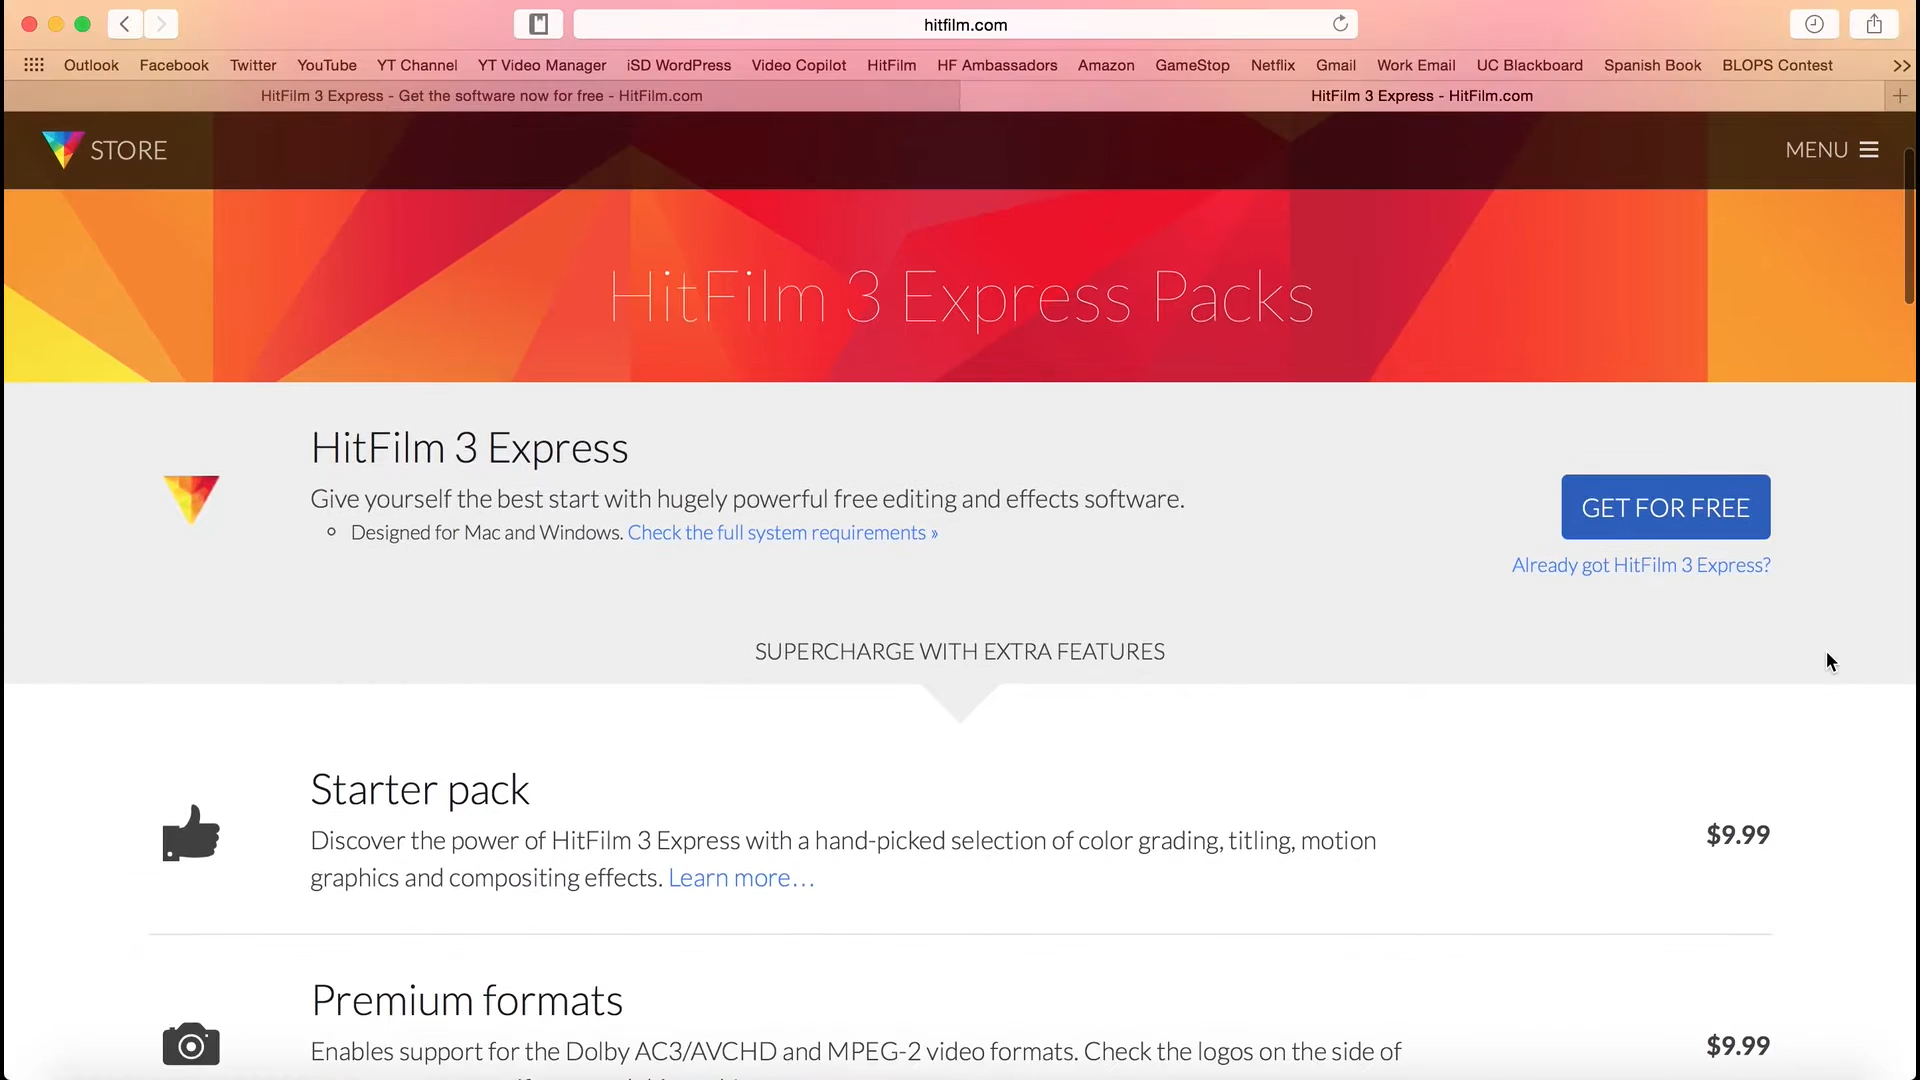 hitfilm.com
Outlook Facebook Twitter YouTube YT Channel YT Video Manager iSD WordPress Video Copilot HitFilm HF Ambassadors Amazon GameStop Netflix Gmail Work Email UC Blackboard Spanish Book BLOPS Contest
HitFilm 3 Express - Get the software now for free - HitFilm.com HitFilm 3 Express - HitFilm.com
STORE MENU
HitFilm 3 Express Packs
HitFilm 3 Express
Give yourself the best start with hugely powerful free editing and effects software.
Designed for Mac and Windows. Check the full system requirements »
GET FOR FREE
Already got HitFilm 3 Express?
SUPERCHARGE WITH EXTRA FEATURES
Starter pack
Discover the power of HitFilm 3 Express with a hand-picked selection of color grading, titling, motion
graphics and compositing effects. Learn more...
$9.99
Premium formats
Enables support for the Dolby AC3/AVCHD and MPEG-2 video formats. Check the logos on the side of
$9.99